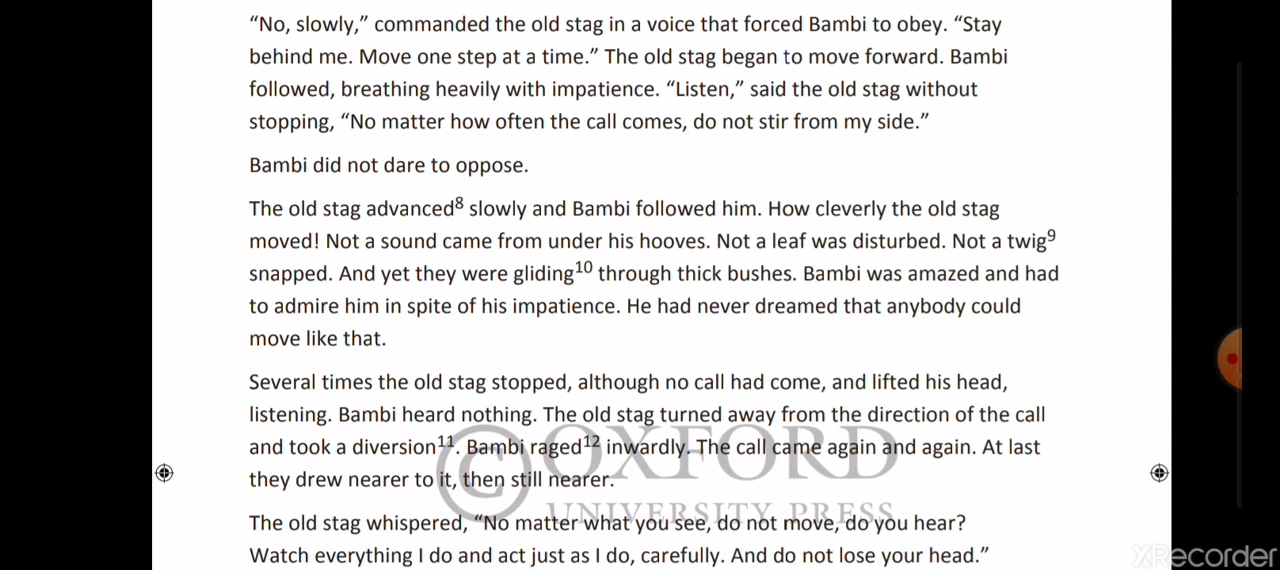 “No, slowly,” commanded the old stag in a voice that forced Bambi to obey. “Stay
behind me. Move one step at a time.” The old stag began to move forward. Bambi
followed, breathing heavily with impatience. “Listen,” said the old stag without
stopping, “No matter how often the call comes, do not stir from my side.”
Bambi did not dare to oppose.
The old stag advanced8 slowly and Bambi followed him. How cleverly the old stag
moved! Not a sound came from under his hooves. Not a leaf was disturbed. Not a twig9
snapped. And yet they were gliding10 through thick bushes. Bambi was amazed and had
to admire him in spite of his impatience. He had never dreamed that anybody could
move like that.
Several times the old stag stopped, although no call had come, and lifted his head,
listening. Bambi heard nothing. The old stag turned away from the direction of the call
and took a diversion11. Bambi raged12 inwardly. The call came again and again. At last
they drew nearer to it, then still nearer.
© OXFORD
UNIVERSITY PRESS
The old stag whispered, “No matter what you see, do not move, do you hear?
Watch everything I do and act just as I do, carefully. And do not lose your head.”
XRecorder